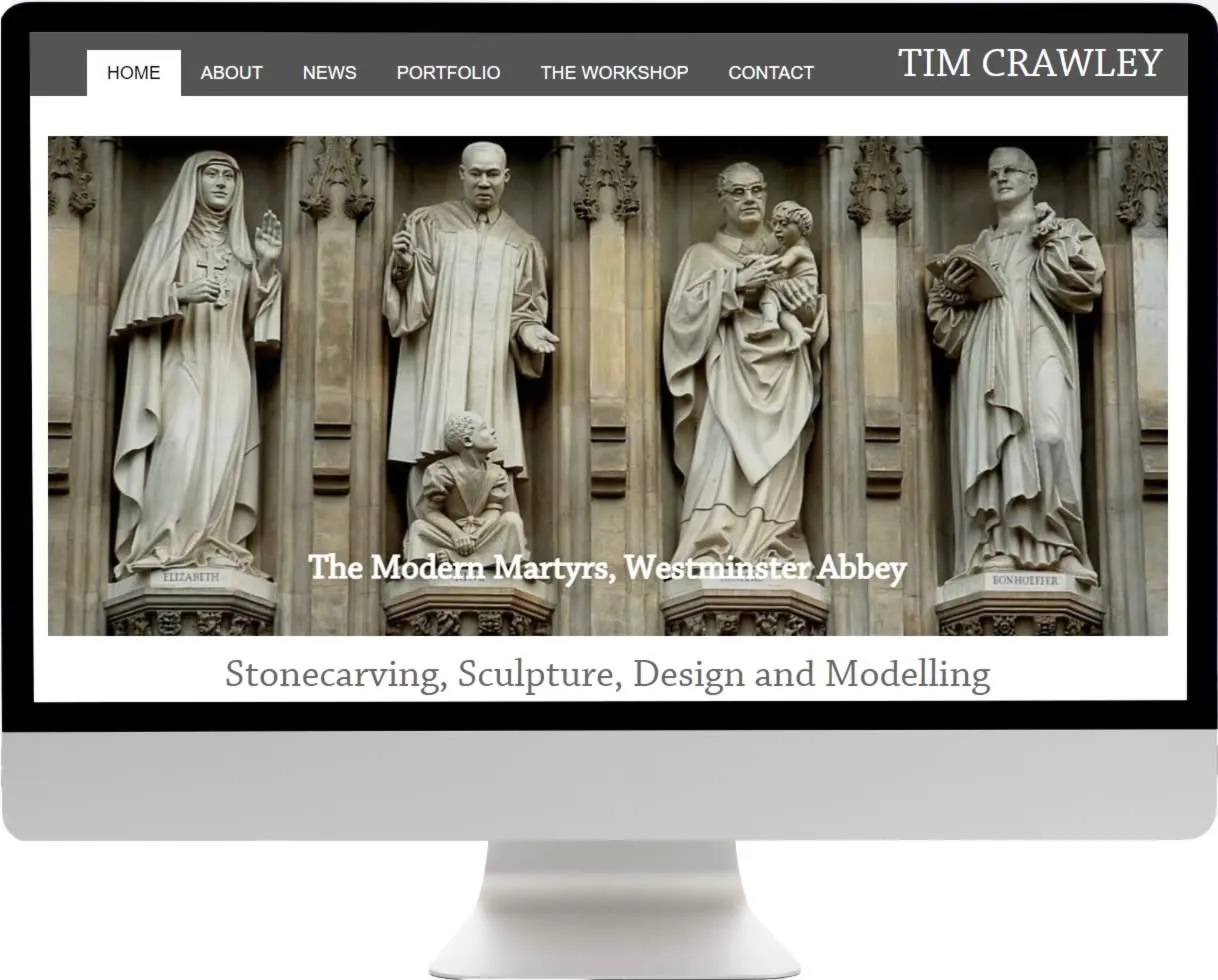 HOME ABOUT NEWS PORTFOLIO THE WORKSHOP CONTACT TIM CRAWLEY
ELIZABETH
The Modern Martyrs, Westminster Abbey
BONHOEFFER
Stonecarving, Sculpture, Design and Modelling